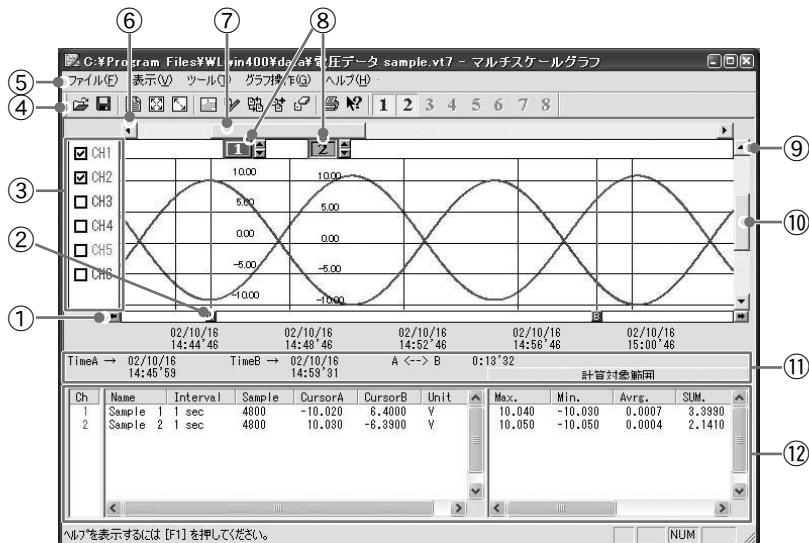 ⑥ ⑦ ⑧
C:¥Program Files¥WLwin400¥data¥電圧データ sample.vt7 - マルチスケールグラフ
⑤ ファイル(F) 表示(V) ツール(T) グラフ操作(G) ヘルプ(H)
④ 1 2 3 4 5 6 7 8
1 2 ⑨
③ ② ⑩
CH1
CH2
CH3
CH4
CH5
CH6
10.00 10.00
5.00 5.00
0.00 0.00
-5.00 -5.00
-10.00 -10.00
① B
02/10/16 02/10/16 02/10/16 02/10/16 02/10/16
14:44'46 14:48'46 14:52'46 14:56'46 15:00'46
TimeA → 02/10/16 TimeB → 02/10/16 A <--> B 0:13'32
14:45'59 14:59'31 計算対象範囲 ⑪
Ch Name Interval Sample CursorA CursorB Unit Max. Min. Avrg. SUM.
1 Sample 1 1 sec 4800 -10.020 6.4000 V 10.040 -10.030 0.0007 3.3990
2 Sample 2 1 sec 4800 10.030 -6.3900 V 10.050 -10.050 0.0004 2.1410
⑫
ヘルプを表示するには [F1] を押してください。 NUM